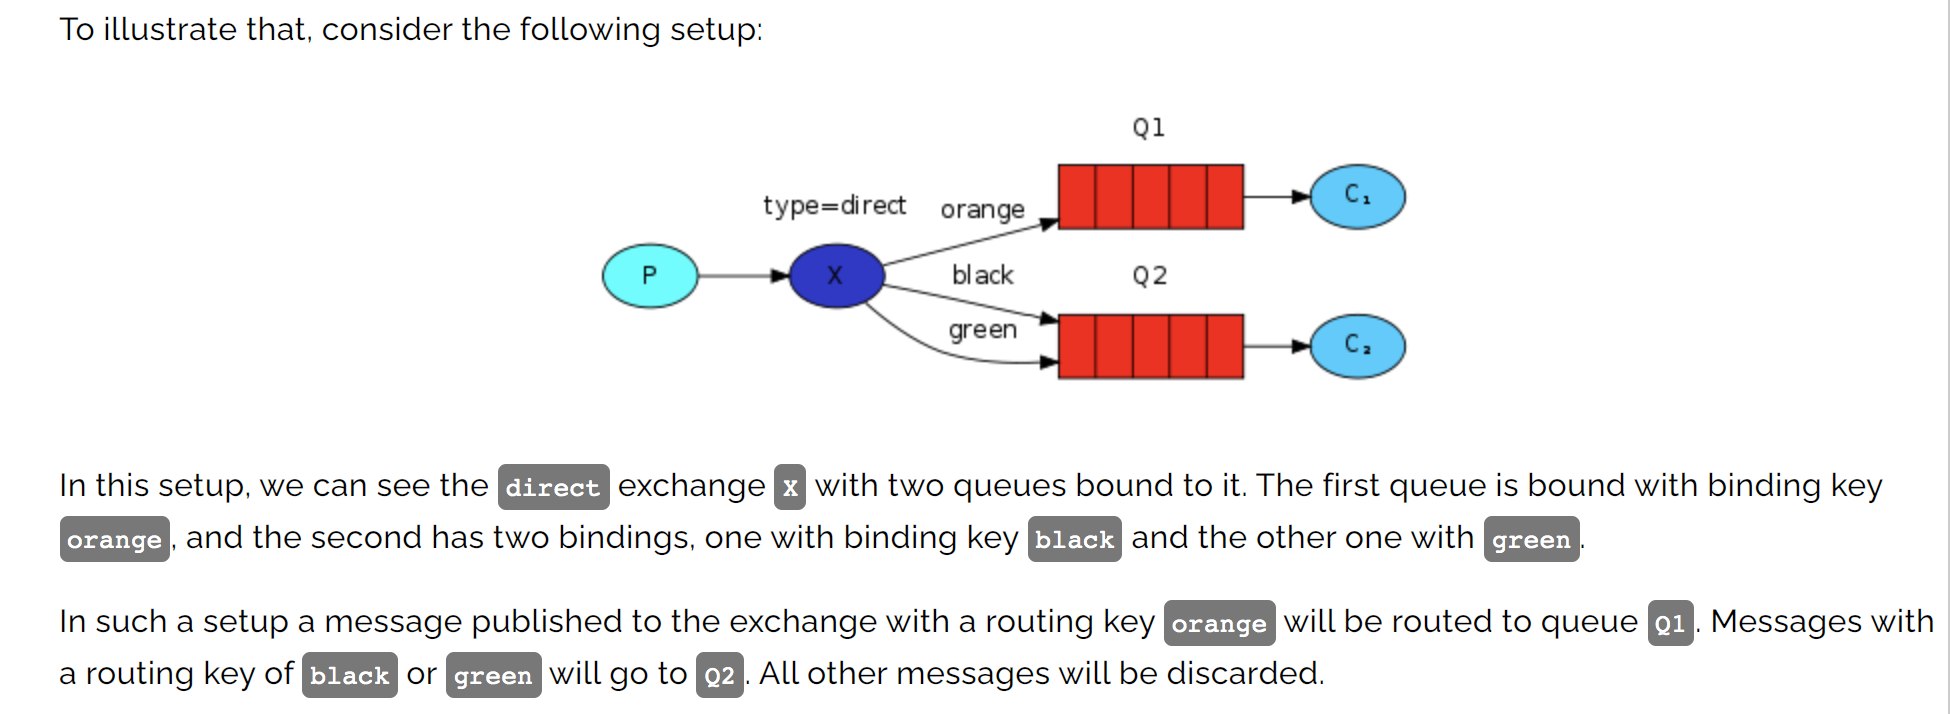 To illustrate that, consider the following setup:
Q1
C₁
type=direct orange
P
X
black
Q2
green
C₂
In this setup, we can see the direct exchange X with two queues bound to it. The first queue is bound with binding key
orange, and the second has two bindings, one with binding key black and the other one with green.
In such a setup a message published to the exchange with a routing key orange will be routed to queue Q1. Messages with
a routing key of black or green will go to Q2. All other messages will be discarded.